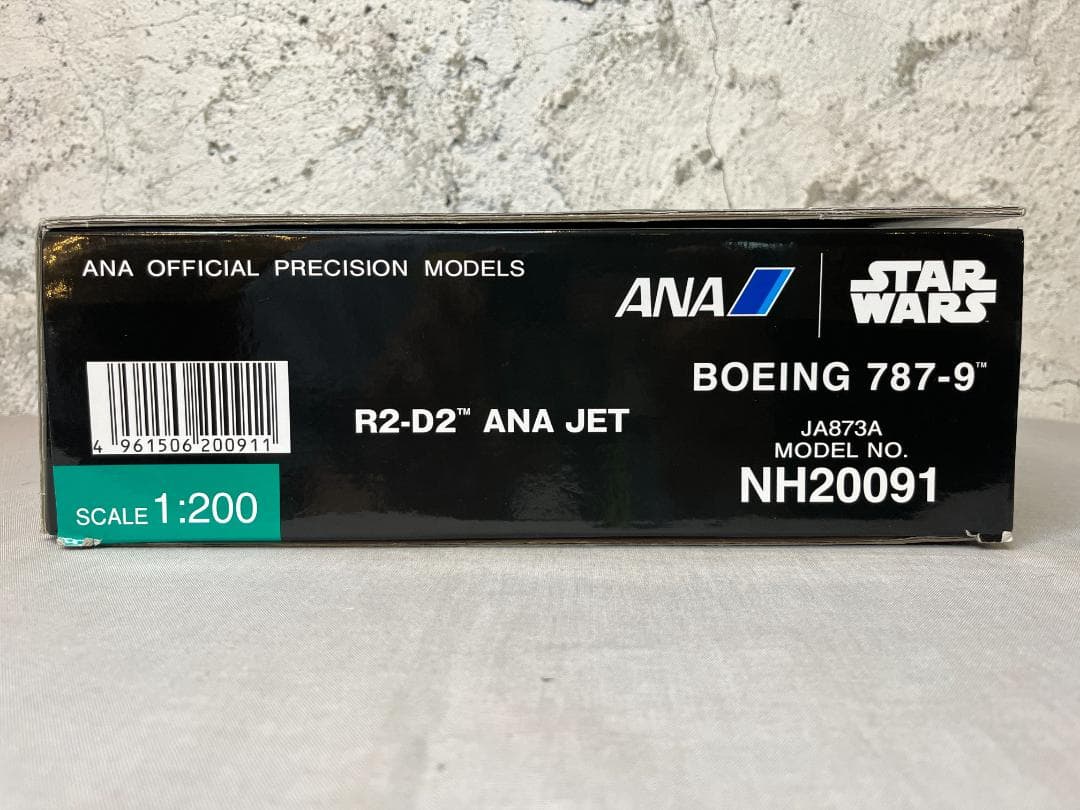 ANA OFFICIAL PRECISION MODELS
ANA
STAR WARS
BOEING 787-9™
R2-D2™ ANA JET
JA873A
MODEL NO.
NH20091
4 961506 200911
SCALE 1:200